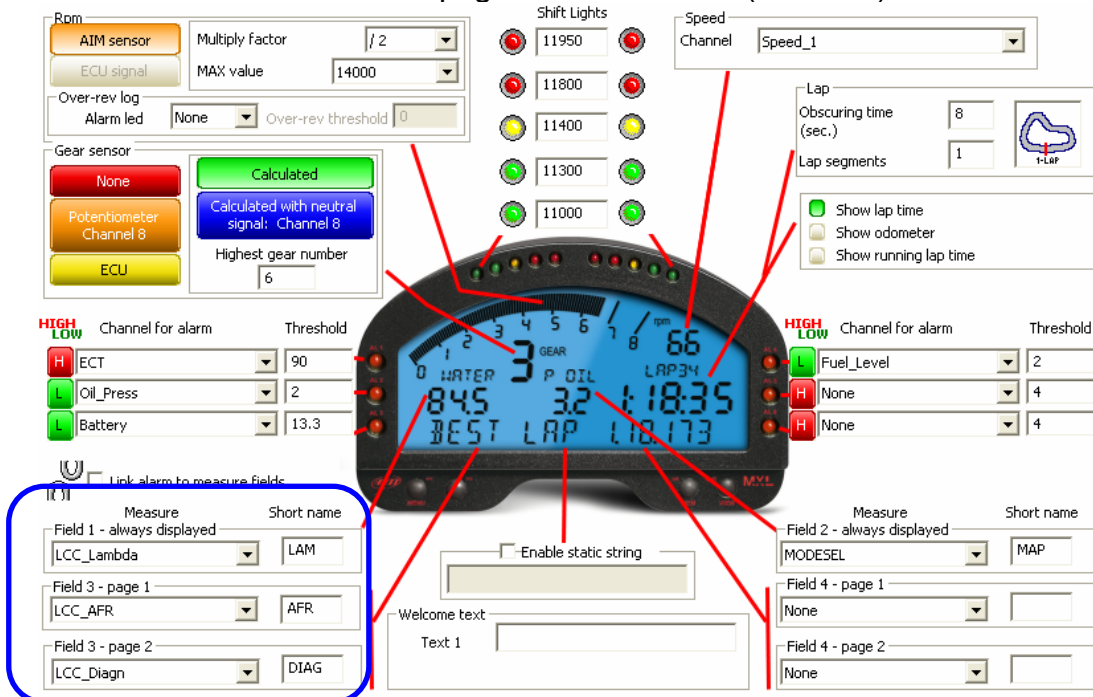 Rpm
AIM sensor
ECU signal
Multiply factor
/ 2
MAX value
14000
Over-rev log
Alarm led
None
Over-rev threshold
0
Shift Lights
11950
11800
11400
11300
11000
Speed
Channel
Speed_1
Lap
Obscuring time
(sec.)
8
Lap segments
1
1-LAP
Show lap time
Show odometer
Show running lap time
Gear sensor
None
Potentiometer
Channel 8
ECU
Calculated
Calculated with neutral
signal: Channel 8
Highest gear number
6
HIGH
LOW
Channel for alarm
Threshold
H
ECT
90
L
Oil_Press
2
L
Battery
13.3
0 1 2 3 4 5 6 7 8
rpm
66
3
GEAR
WATER
P OIL
LAP34
84.5
3.2
1:18:35
BEST LAP 1.18.173
MENU
MXL
HIGH
LOW
Channel for alarm
Threshold
L
Fuel_Level
2
H
None
4
H
None
4
Link alarm to measure fields
Measure
Short name
Field 1 - always displayed
LCC_Lambda
LAM
Field 3 - page 1
LCC_AFR
AFR
Field 3 - page 2
LCC_Diagn
DIAG
Enable static string
Welcome text
Text 1
Measure
Short name
Field 2 - always displayed
MODESEL
MAP
Field 4 - page 1
None
Field 4 - page 2
None